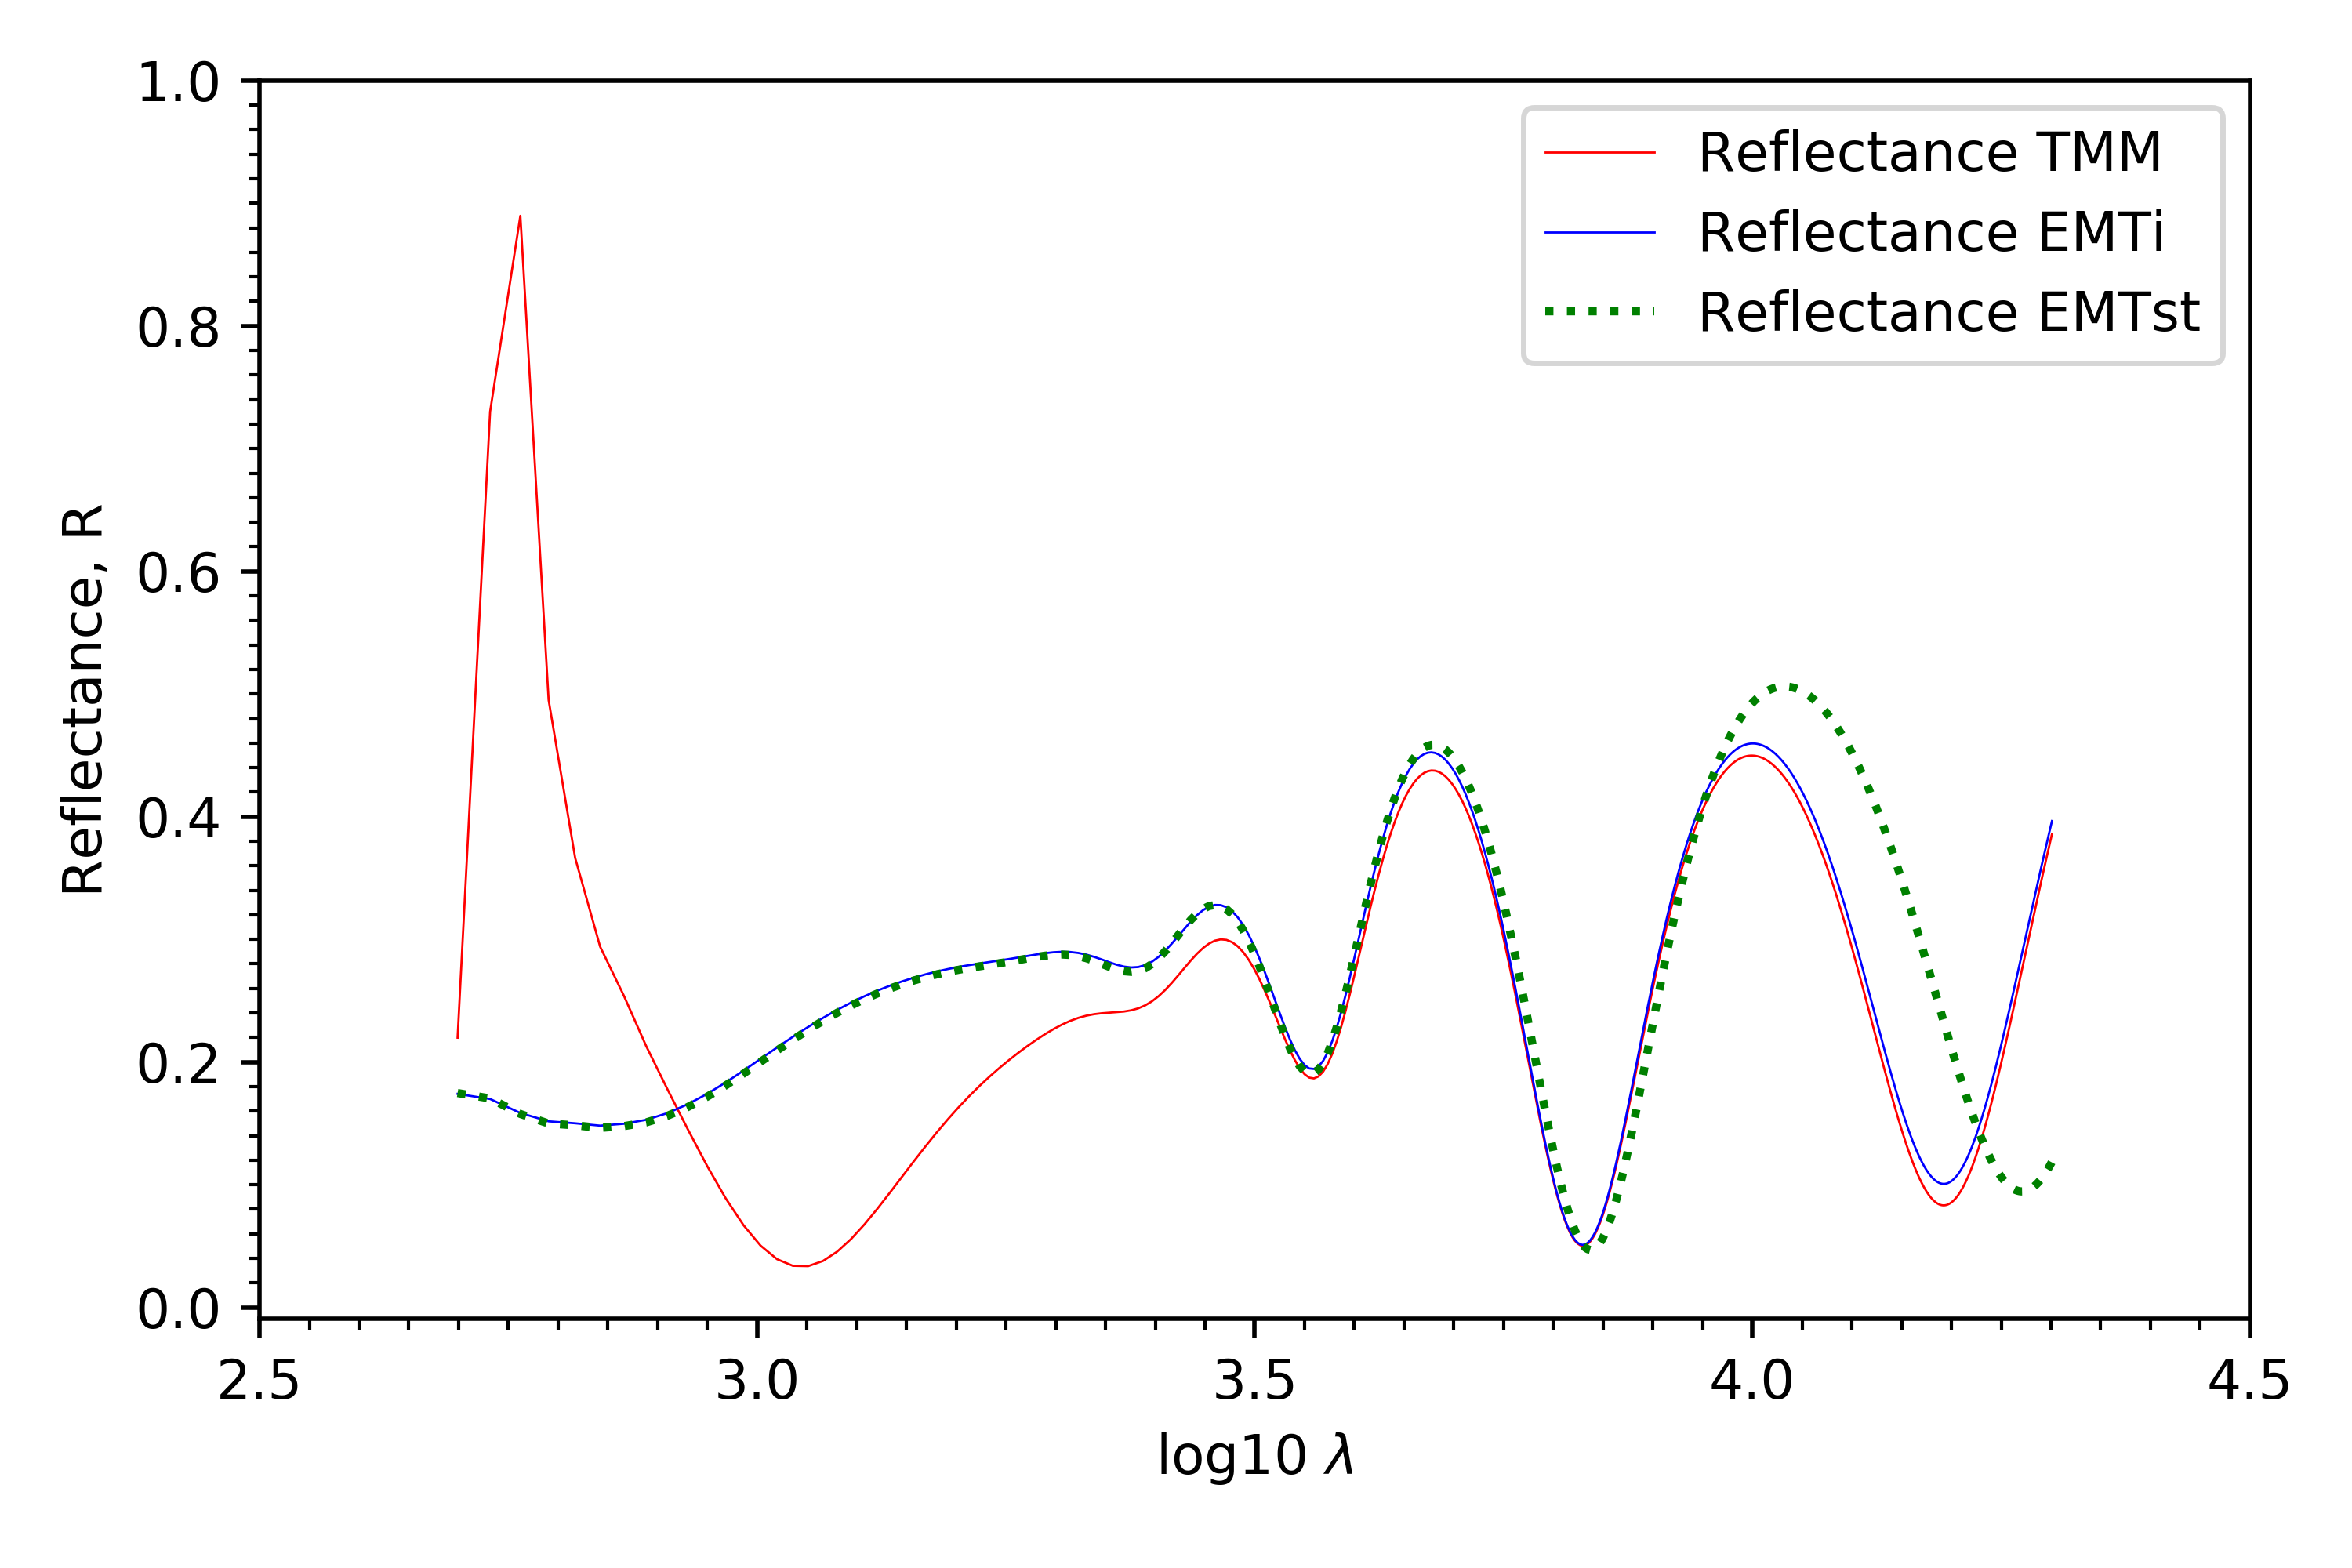 1.0
0.8
0.6
0.4
0.2
0.0
Reflectance, R
Reflectance TMM
Reflectance EMTi
Reflectance EMTst
2.5 3.0 3.5 4.0 4.5
log10 λ